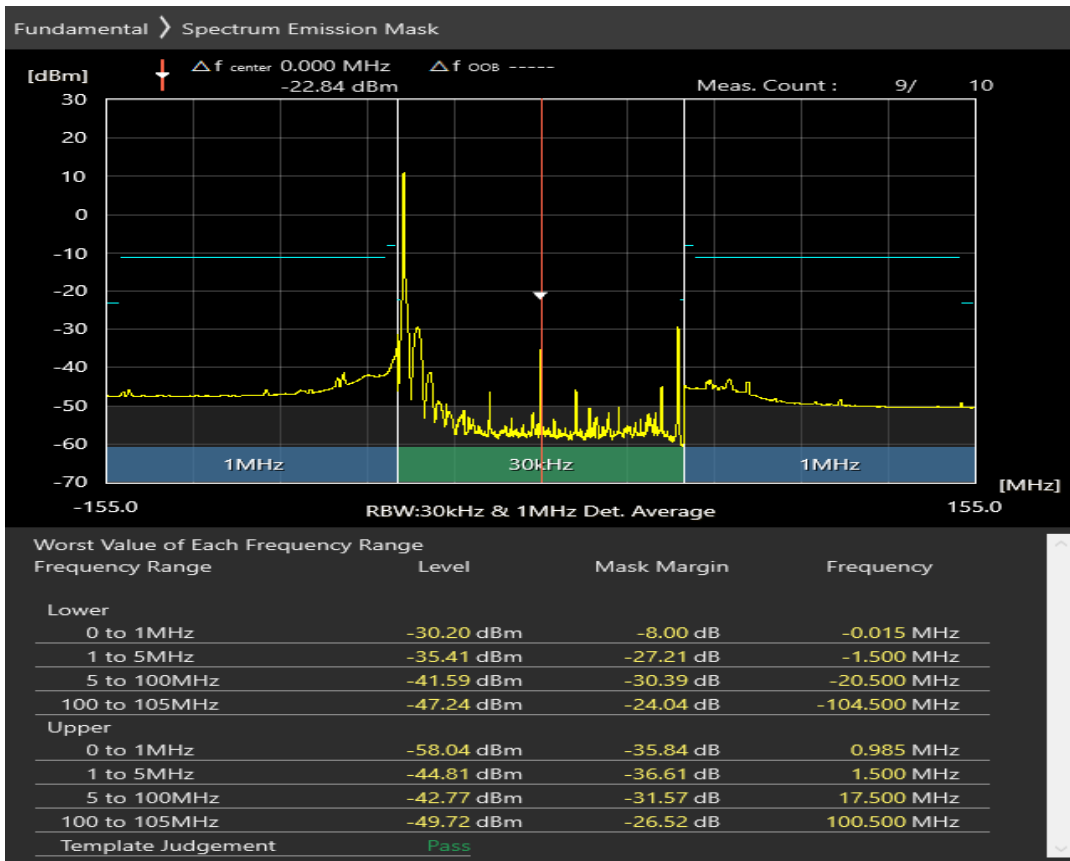 Fundamental ❭ Spectrum Emission Mask
△f center 0.000 MHz △f OOB -----
[dBm]
-22.84 dBm Meas. Count : 9/ 10
30
20
10
0
-10
-20
-30
-40
-50
-60
1MHz 30kHz 1MHz
-70
[MHz]
-155.0 RBW:30kHz & 1MHz Det. Average 155.0
Worst Value of Each Frequency Range
Frequency Range Level Mask Margin Frequency
Lower
0 to 1MHz -30.20 dBm -8.00 dB -0.015 MHz
1 to 5MHz -35.41 dBm -27.21 dB -1.500 MHz
5 to 100MHz -41.59 dBm -30.39 dB -20.500 MHz
100 to 105MHz -47.24 dBm -24.04 dB -104.500 MHz
Upper
0 to 1MHz -58.04 dBm -35.84 dB 0.985 MHz
1 to 5MHz -44.81 dBm -36.61 dB 1.500 MHz
5 to 100MHz -42.77 dBm -31.57 dB 17.500 MHz
100 to 105MHz -49.72 dBm -26.52 dB 100.500 MHz
Template Judgement Pass